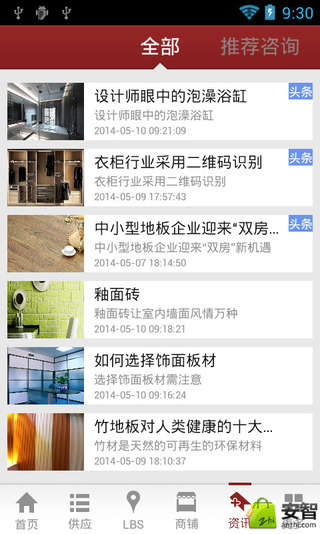 9:30
全部
推荐咨询
设计师眼中的泡澡浴缸
头条
设计师眼中的泡澡浴缸
2014-05-10 09:21:09
衣柜行业采用二维码识别
头条
衣柜行业采用二维码识别
2014-05-09 17:57:43
中小型地板企业迎来“双房...
头条
中小型地板企业迎来“双房”新机遇
2014-05-07 18:14:50
釉面砖
釉面砖让室内墙面风情万种
2014-05-10 09:18:21
如何选择饰面板材
选择饰面板材需注意
2014-05-10 09:16:24
竹地板对人类健康的十大...
竹材是天然的可再生的环保材料
2014-05-09 18:10:37
首页
供应
LBS
商铺
资讯
安智
anzhi.com